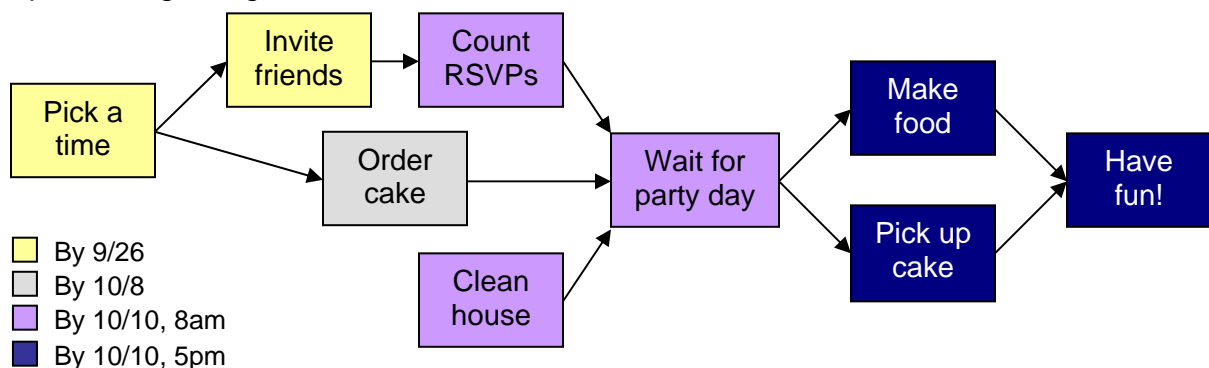 Invite
friends
Count
RSVPs
Pick a
time
Order
cake
Wait for
party day
Clean
house
Make
food
Pick up
cake
Have
fun!
By 9/26
By 10/8
By 10/10, 8am
By 10/10, 5pm